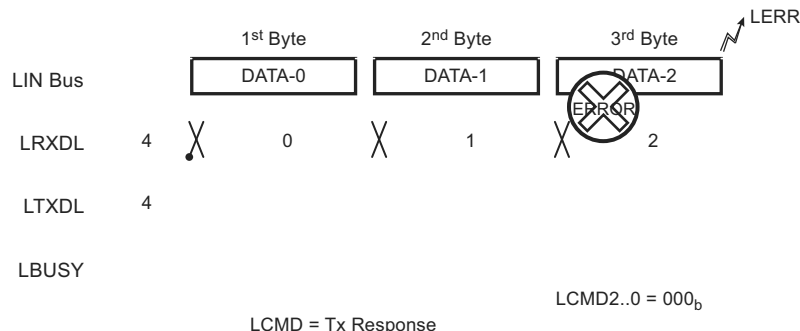 LERR
1st Byte 2nd Byte 3rd Byte
LIN Bus DATA-0 DATA-1 DATA-2
ERROR
LRXDL 4 0 1 2
LTXDL 4
LBUSY
LCMD2..0 = 000b
LCMD = Tx Response